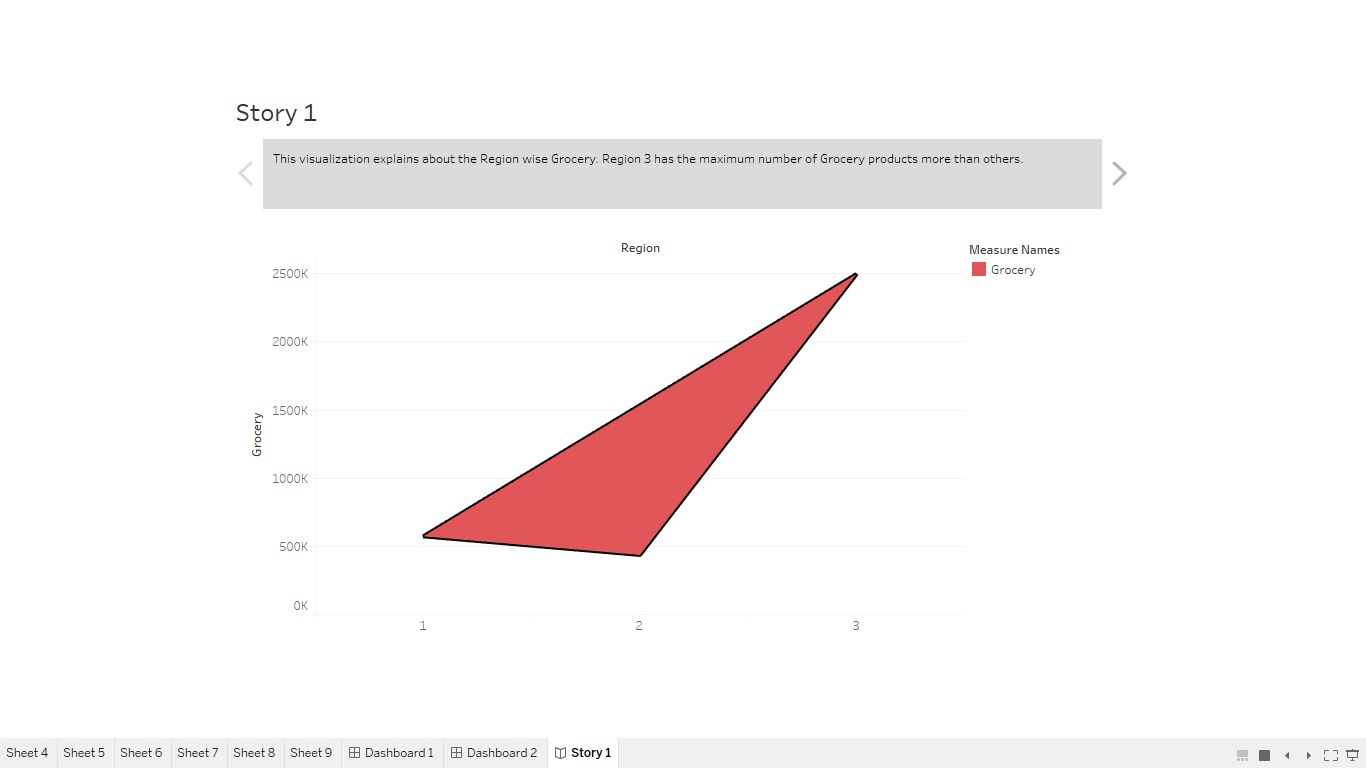 Story 1
This visualization explains about the Region wise Grocery. Region 3 has the maximum number of Grocery products more than others.
Region
Measure Names
Grocery
2500K
2000K
1500K
1000K
500K
0K
Grocery
1 2 3
Sheet 4 Sheet 5 Sheet 6 Sheet 7 Sheet 8 Sheet 9 Dashboard 1 Dashboard 2 Story 1